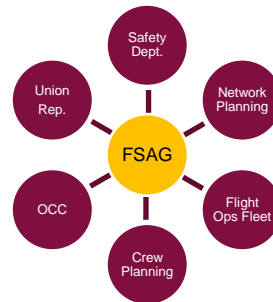 Safety
Dept.
Union
Rep.
Network
Planning
FSAG
OCC
Flight
Ops Fleet
Crew
Planning